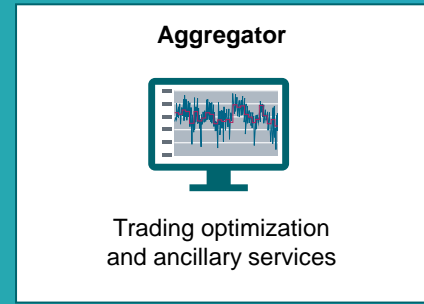 Aggregator
Trading optimization
and ancillary services